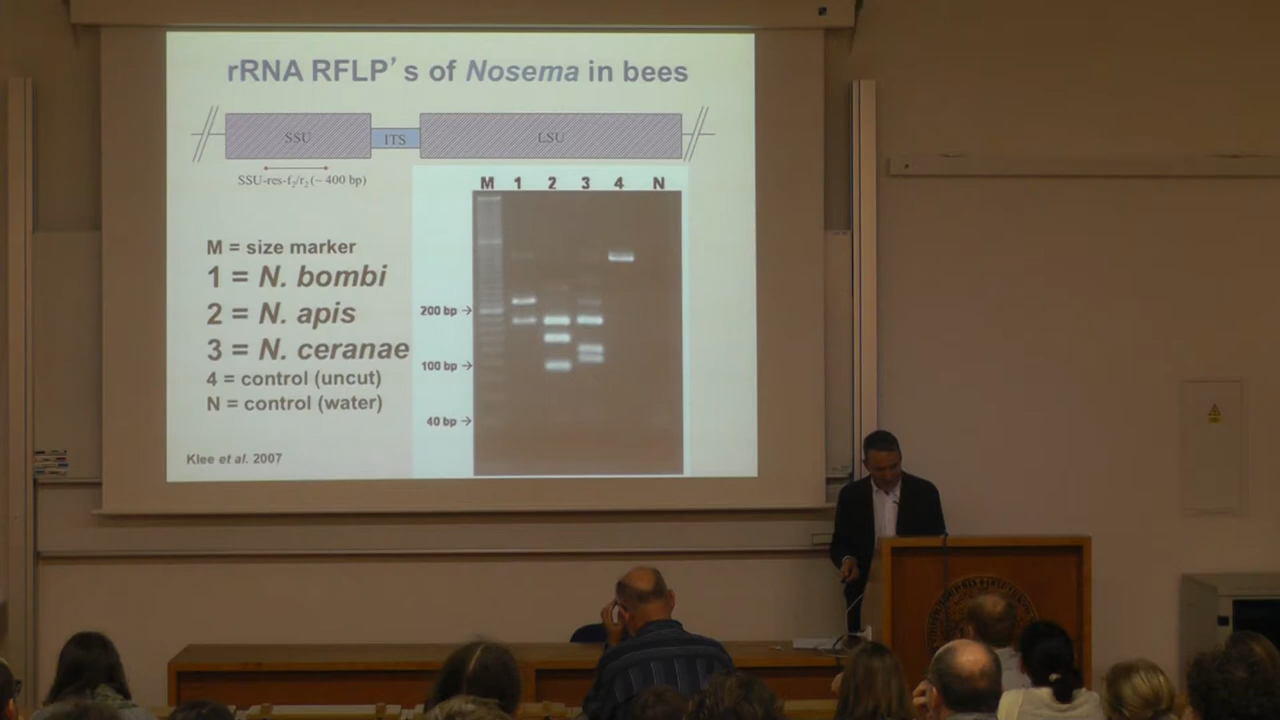 rRNA RFLP's of Nosema in bees
SSU ITS LSU
SSU-res-f2/r2 (~ 400 bp)
M 1 2 3 4 N
M = size marker
1 = N. bombi
2 = N. apis
3 = N. ceranae
4 = control (uncut)
N = control (water)
200 bp →
100 bp →
40 bp →
Klee et al. 2007